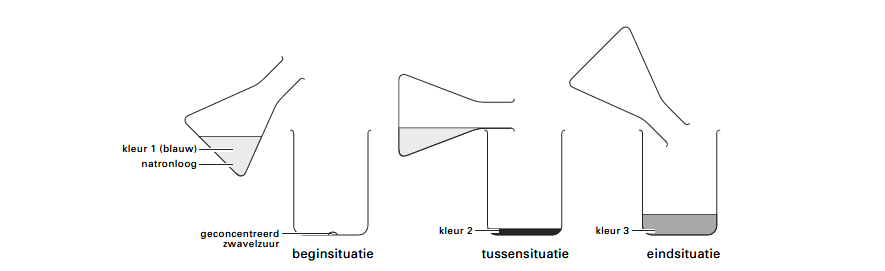 kleur 1 (blauw)
natronloog
geconcentreerd
zwavelzuur
beginsituatie
kleur 2
tussensituatie
kleur 3
eindsituatie